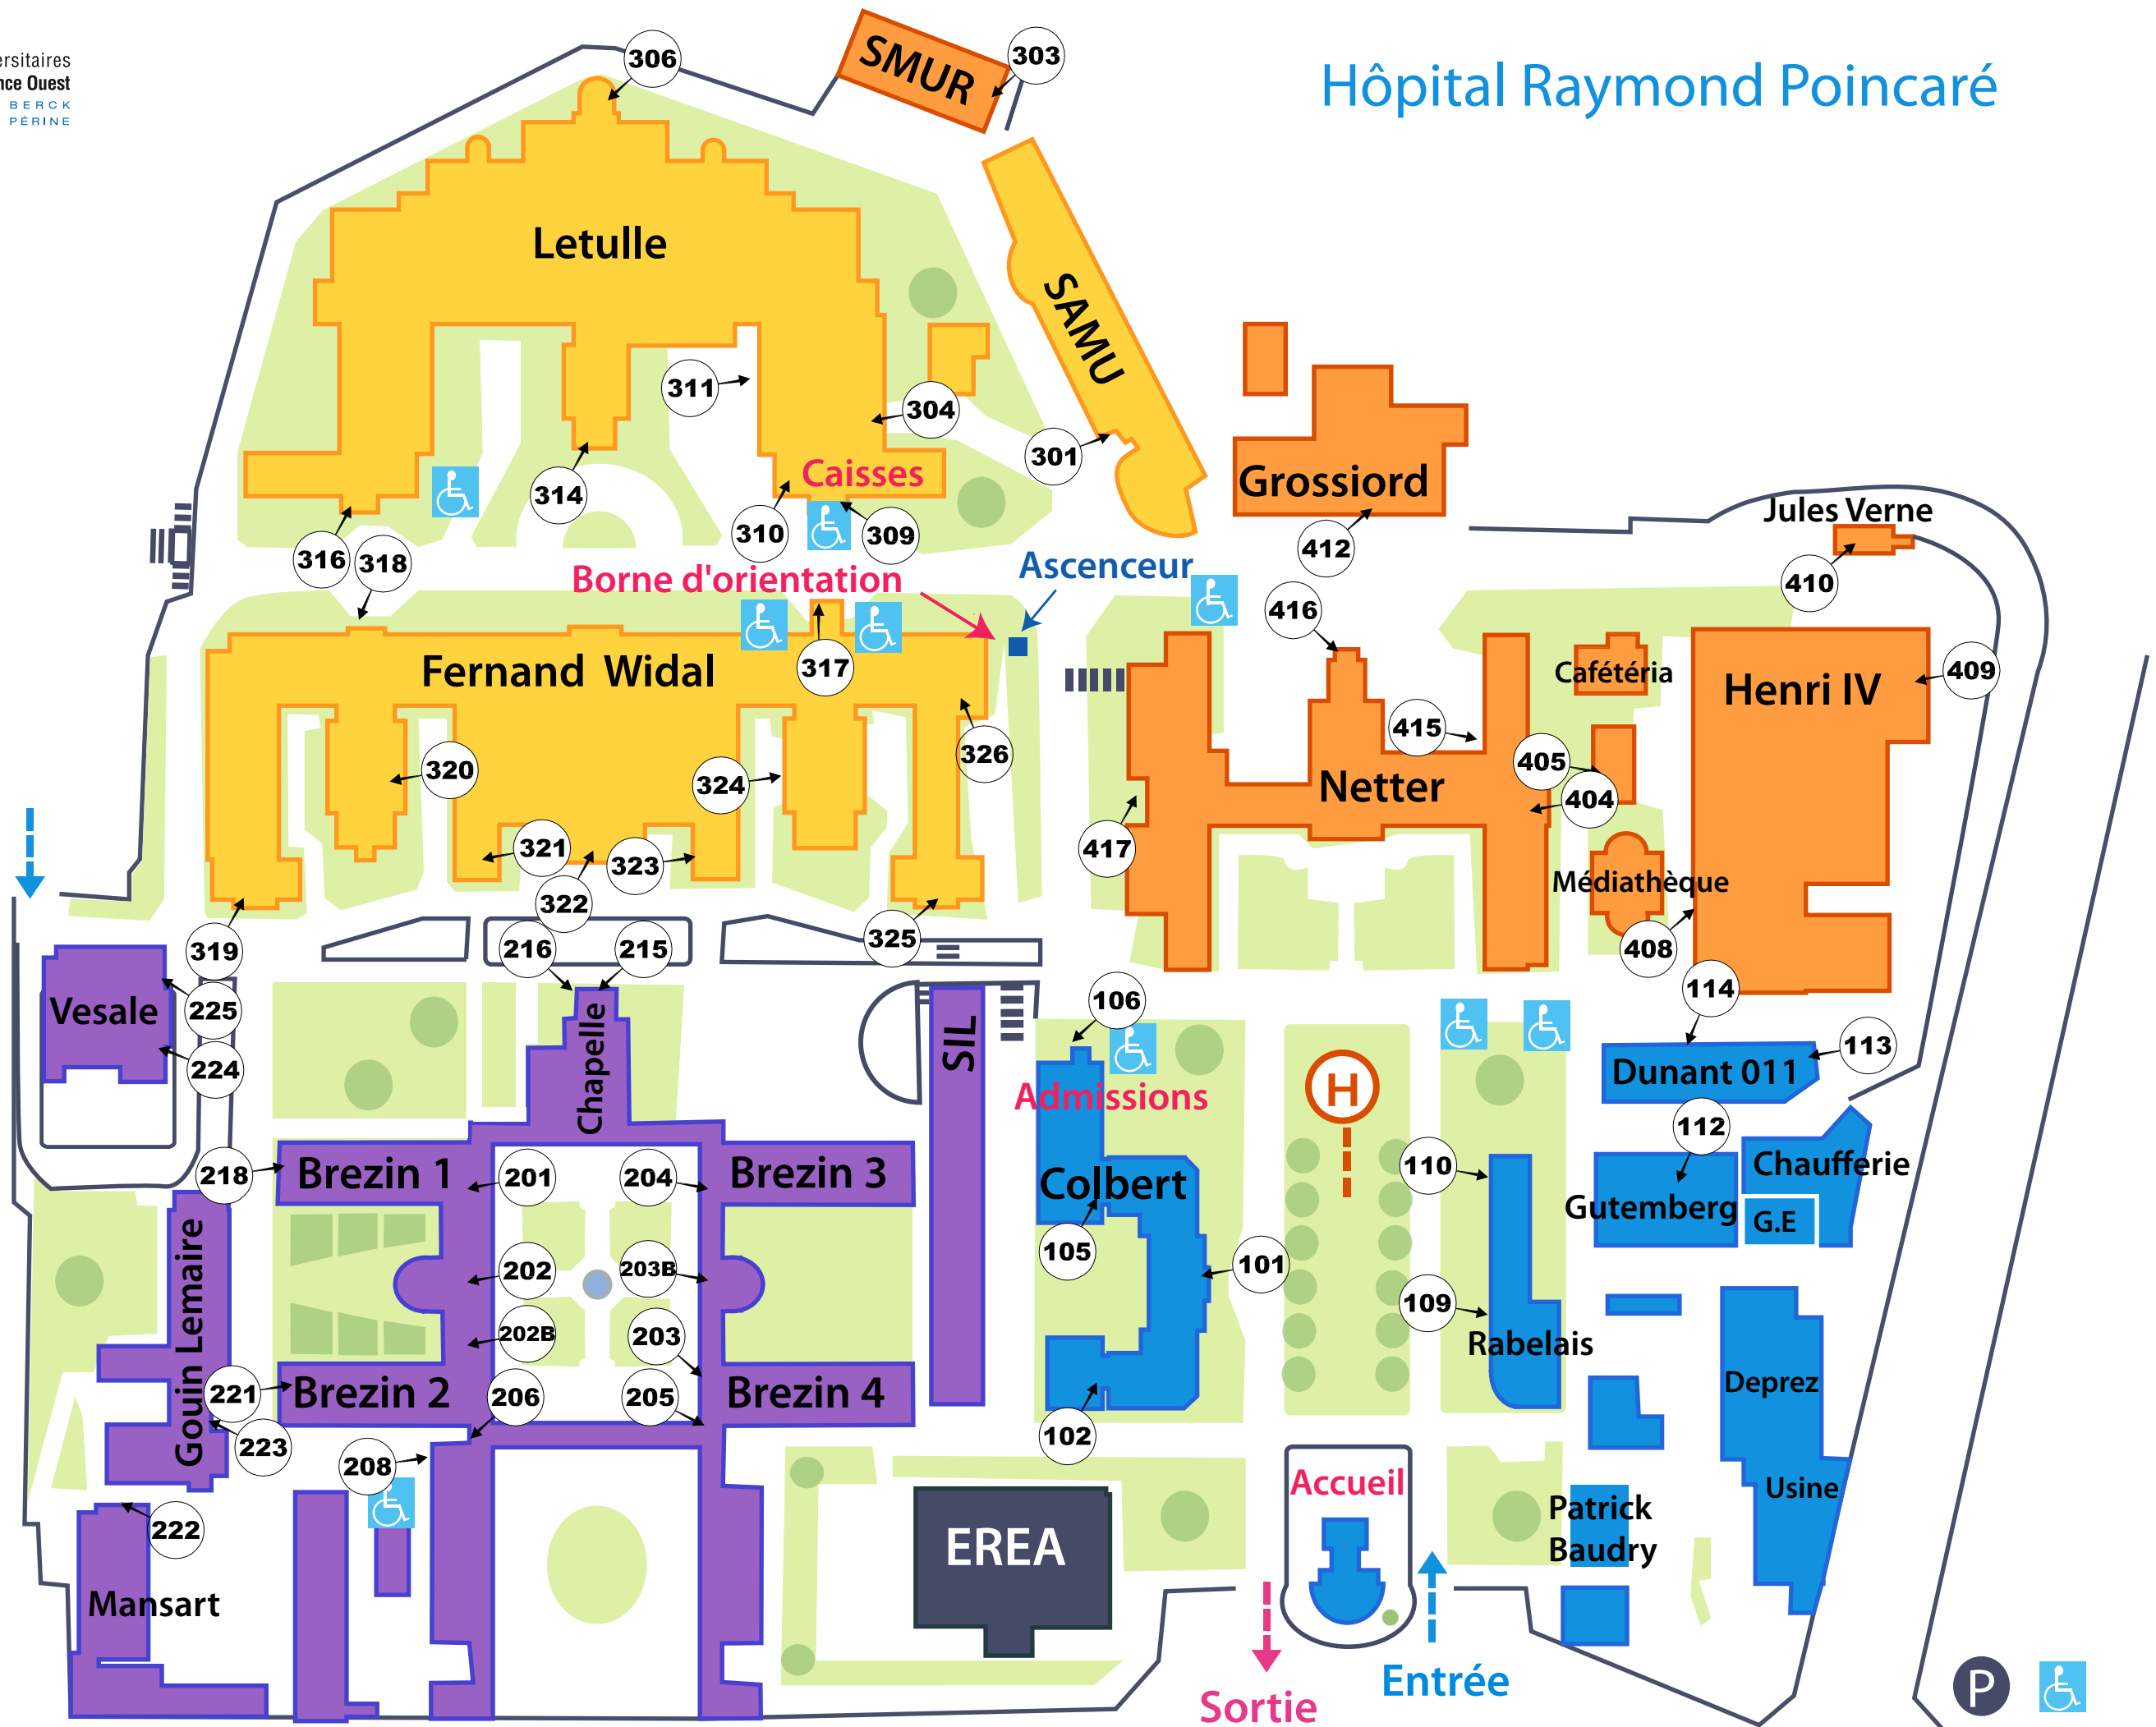 ersitaires
nce Ouest
BERCK
PÉRINE
Hôpital Raymond Poincaré
306
SMUR
303
Letulle
SAMU
311
304
301
Caisses
314
310
309
316
318
Grossiord
412
Jules Verne
410
Borne d'orientation
Ascenceur
416
Fernand Widal
317
326
320
324
321
322
323
325
319
Cafétéria
Henri IV
409
415
405
404
Netter
417
Médiathèque
408
216
215
Vesale
225
224
Chapelle
SIL
106
Admissions
H
114
113
Dunant 011
112
218
Brezin 1
201
204
Brezin 3
Colbert
110
Chaufferie
Gutemberg
G.E
105
101
202
203B
202B
203
109
Rabelais
Gouin Lemaire
221
223
Brezin 2
206
205
Brezin 4
102
Deprez
208
Accueil
Usine
Patrick
Baudry
222
EREA
Mansart
Sortie
Entrée
P